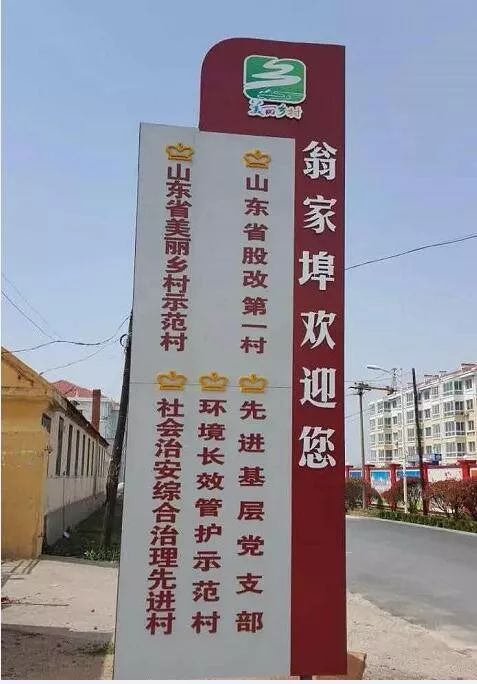 美丽乡村
翁家埠欢迎您
山东省股改第一村
山东省美丽乡村示范村
先进基层党支部
环境长效管护示范村
社会治安综合治理先进村